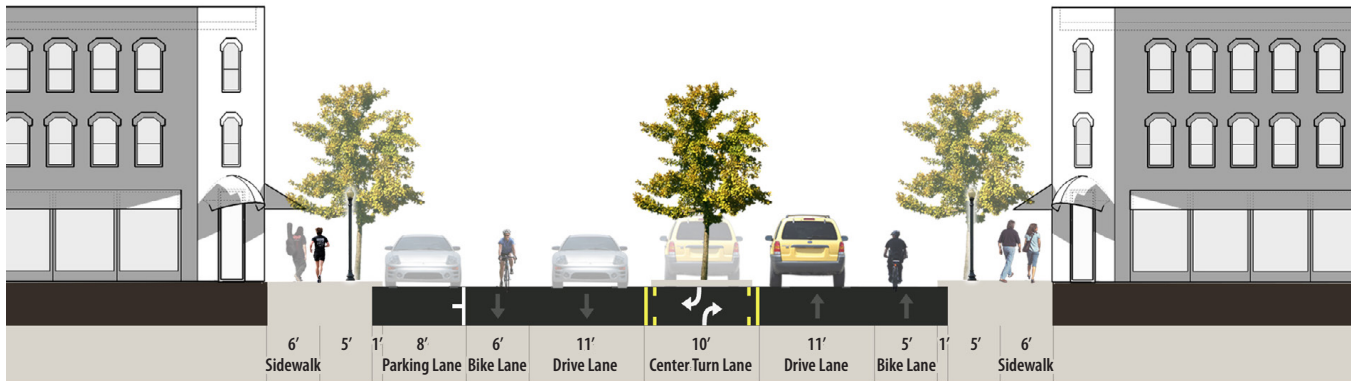 6’ 5’ 1’ 8’ 6’ 11’ 10’ 11’ 5’ 1’ 5’ 6’
Sidewalk Parking Lane Bike Lane Drive Lane Center Turn Lane Drive Lane Bike Lane Sidewalk